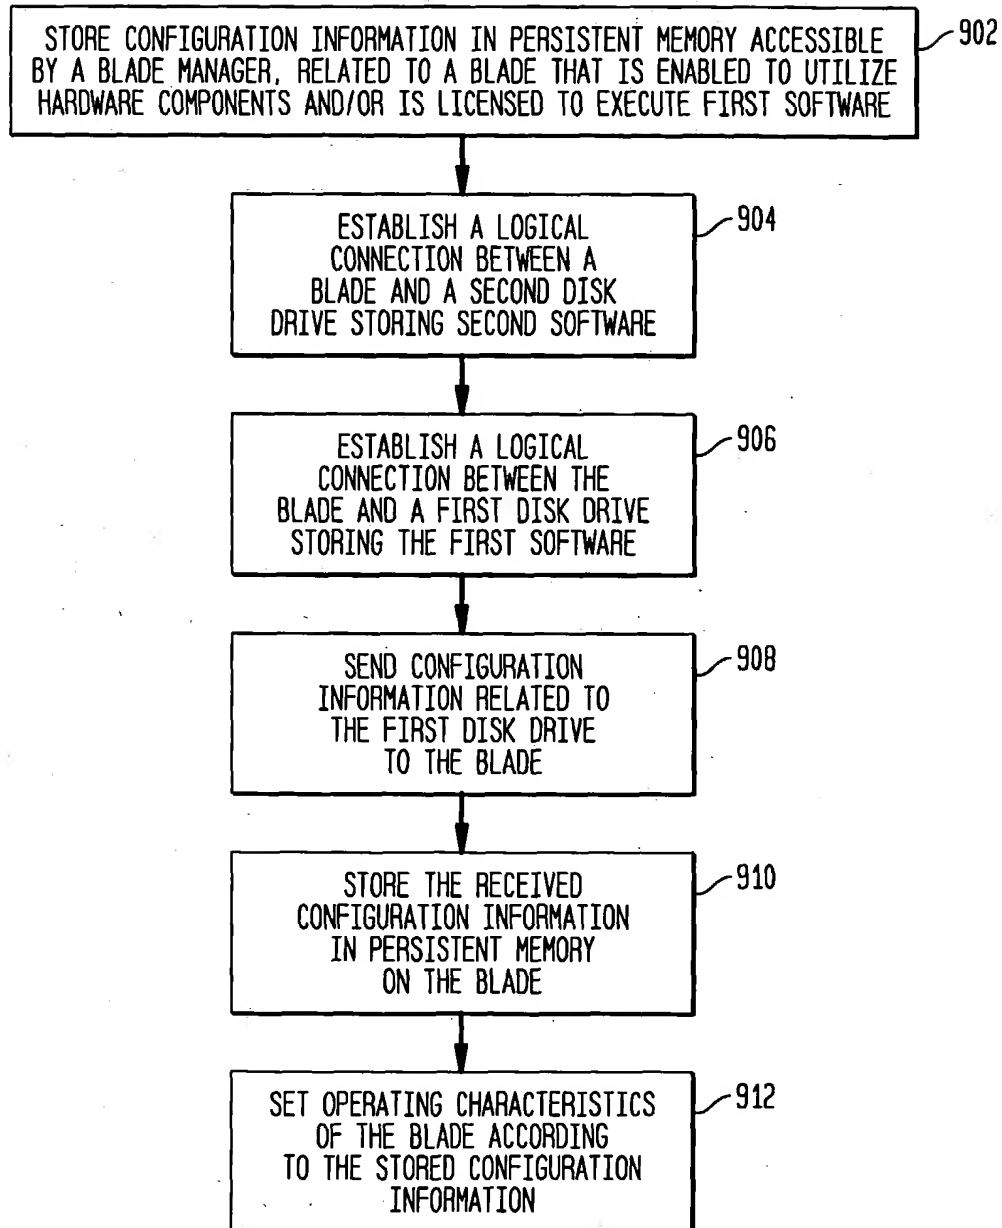 STORE CONFIGURATION INFORMATION IN PERSISTENT MEMORY ACCESSIBLE
BY A BLADE MANAGER, RELATED TO A BLADE THAT IS ENABLED TO UTILIZE
HARDWARE COMPONENTS AND/OR IS LICENSED TO EXECUTE FIRST SOFTWARE
902
ESTABLISH A LOGICAL
CONNECTION BETWEEN A
BLADE AND A SECOND DISK
DRIVE STORING SECOND SOFTWARE
904
ESTABLISH A LOGICAL
CONNECTION BETWEEN THE
BLADE AND A FIRST DISK DRIVE
STORING THE FIRST SOFTWARE
906
SEND CONFIGURATION
INFORMATION RELATED TO
THE FIRST DISK DRIVE
TO THE BLADE
908
STORE THE RECEIVED
CONFIGURATION INFORMATION
IN PERSISTENT MEMORY
ON THE BLADE
910
SET OPERATING CHARACTERISTICS
OF THE BLADE ACCORDING
TO THE STORED CONFIGURATION
INFORMATION
912